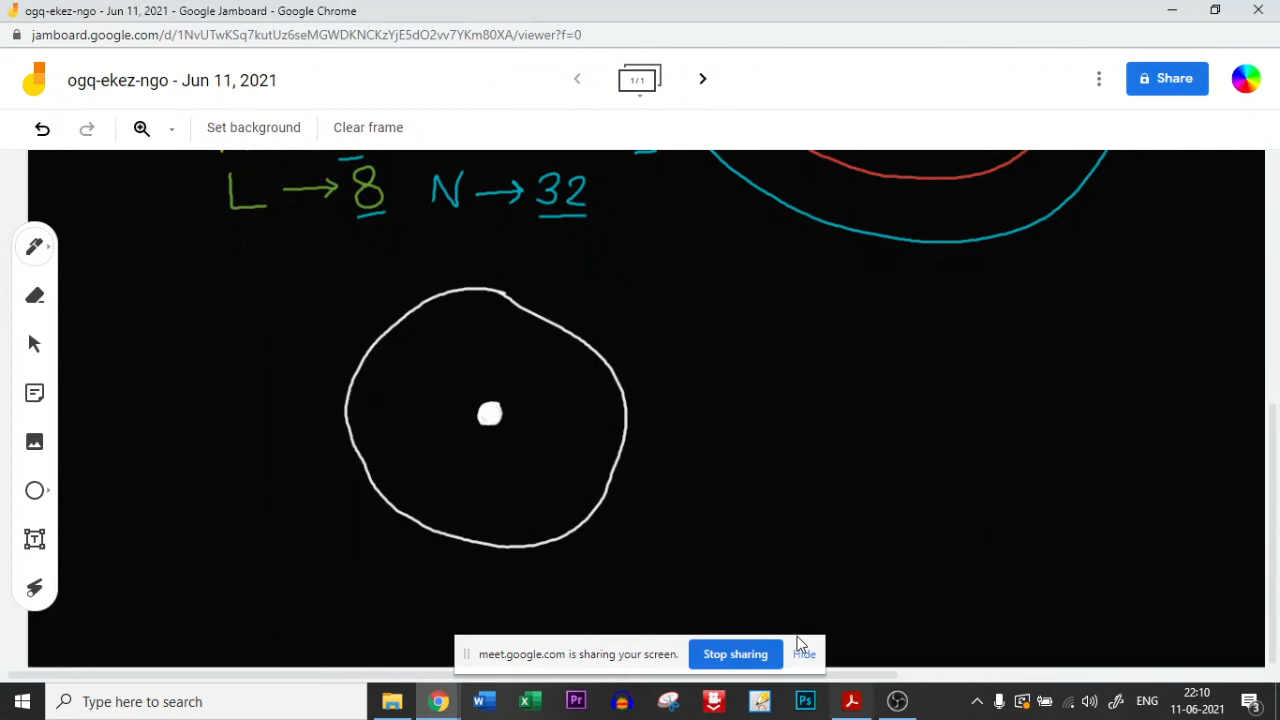 ogq-ekez-ngo - Jun 11, 2021 - Google Jamboard - Google Chrome
jamboard.google.com/d/1NvUTwKSq7kutUz6seMGWDKNCKzYjE5dO2vv7YKm80XA/viewer?f=0
ogq-ekez-ngo - Jun 11, 2021
1/1
Share
Set background
Clear frame
L → 8 N → 32
meet.google.com is sharing your screen.
Stop sharing
Hide
Type here to search
ENG
22:10
11-06-2021
3